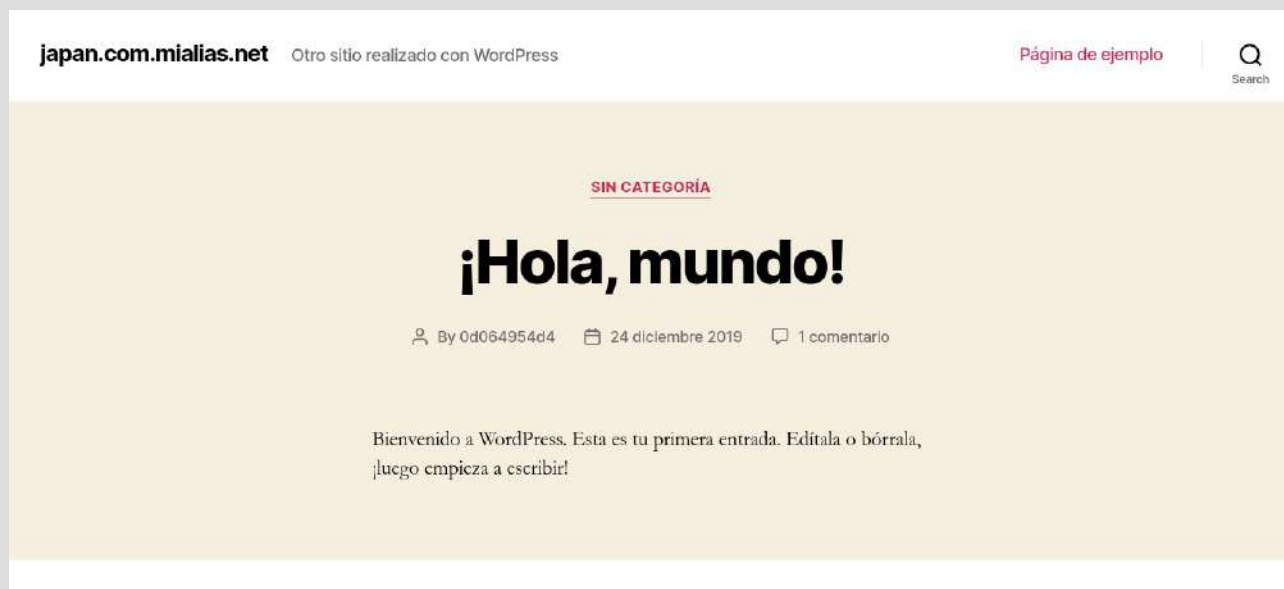 japan.com.mialias.net Otro sitio realizado con WordPress Página de ejemplo
Search
SIN CATEGORÍA
¡Hola, mundo!
By 0d064954d4 24 diciembre 2019 1 comentario
Bienvenido a WordPress. Esta es tu primera entrada. Edítala o bórrala,
¡luego empieza a escribir!